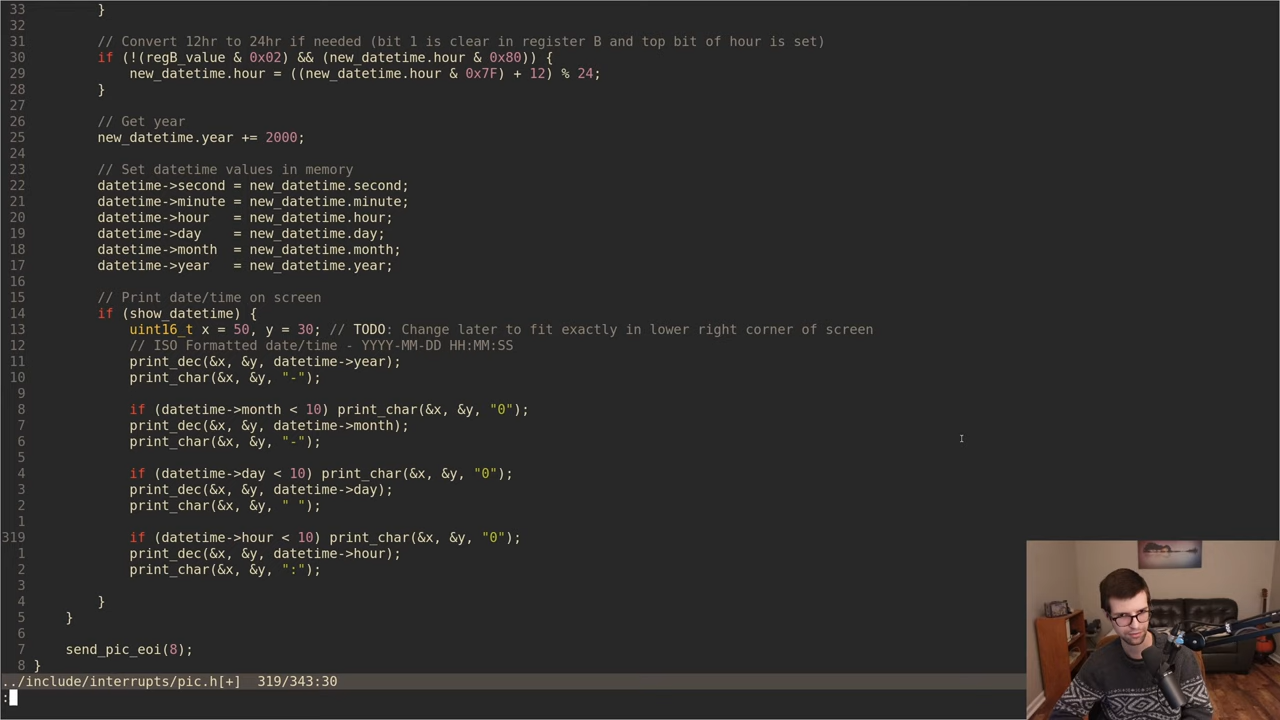 33         }
32
31         // Convert 12hr to 24hr if needed (bit 1 is clear in register B and top bit of hour is set)
30         if (!(regB_value & 0x02) && (new_datetime.hour & 0x80)) {
29             new_datetime.hour = ((new_datetime.hour & 0x7F) + 12) % 24;
28         }
27
26         // Get year
25         new_datetime.year += 2000;
24
23         // Set datetime values in memory
22         datetime->second = new_datetime.second;
21         datetime->minute = new_datetime.minute;
20         datetime->hour   = new_datetime.hour;
19         datetime->day    = new_datetime.day;
18         datetime->month  = new_datetime.month;
17         datetime->year   = new_datetime.year;
16
15         // Print date/time on screen
14         if (show_datetime) {
13             uint16_t x = 50, y = 30; // TODO: Change later to fit exactly in lower right corner of screen
12             // ISO Formatted date/time - YYYY-MM-DD HH:MM:SS
11             print_dec(&x, &y, datetime->year);
10             print_char(&x, &y, "-");
9
8             if (datetime->month < 10) print_char(&x, &y, "0");
7             print_dec(&x, &y, datetime->month);
6             print_char(&x, &y, "-");
5
4             if (datetime->day < 10) print_char(&x, &y, "0");
3             print_dec(&x, &y, datetime->day);
2             print_char(&x, &y, " ");
1
319             if (datetime->hour < 10) print_char(&x, &y, "0");
1             print_dec(&x, &y, datetime->hour);
2             print_char(&x, &y, ":");
3
4         }
5     }
6
7     send_pic_eoi(8);
8 }
../include/interrupts/pic.h[+]  319/343:30
: